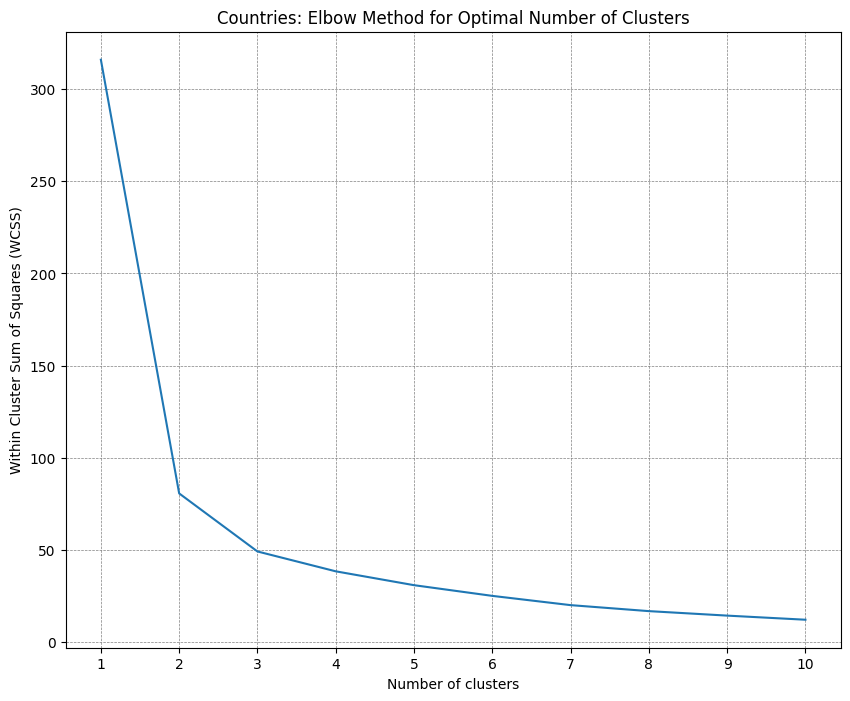 Countries: Elbow Method for Optimal Number of Clusters
Within Cluster Sum of Squares (WCSS)
300
250
200
150
100
50
0
1 2 3 4 5 6 7 8 9 10
Number of clusters